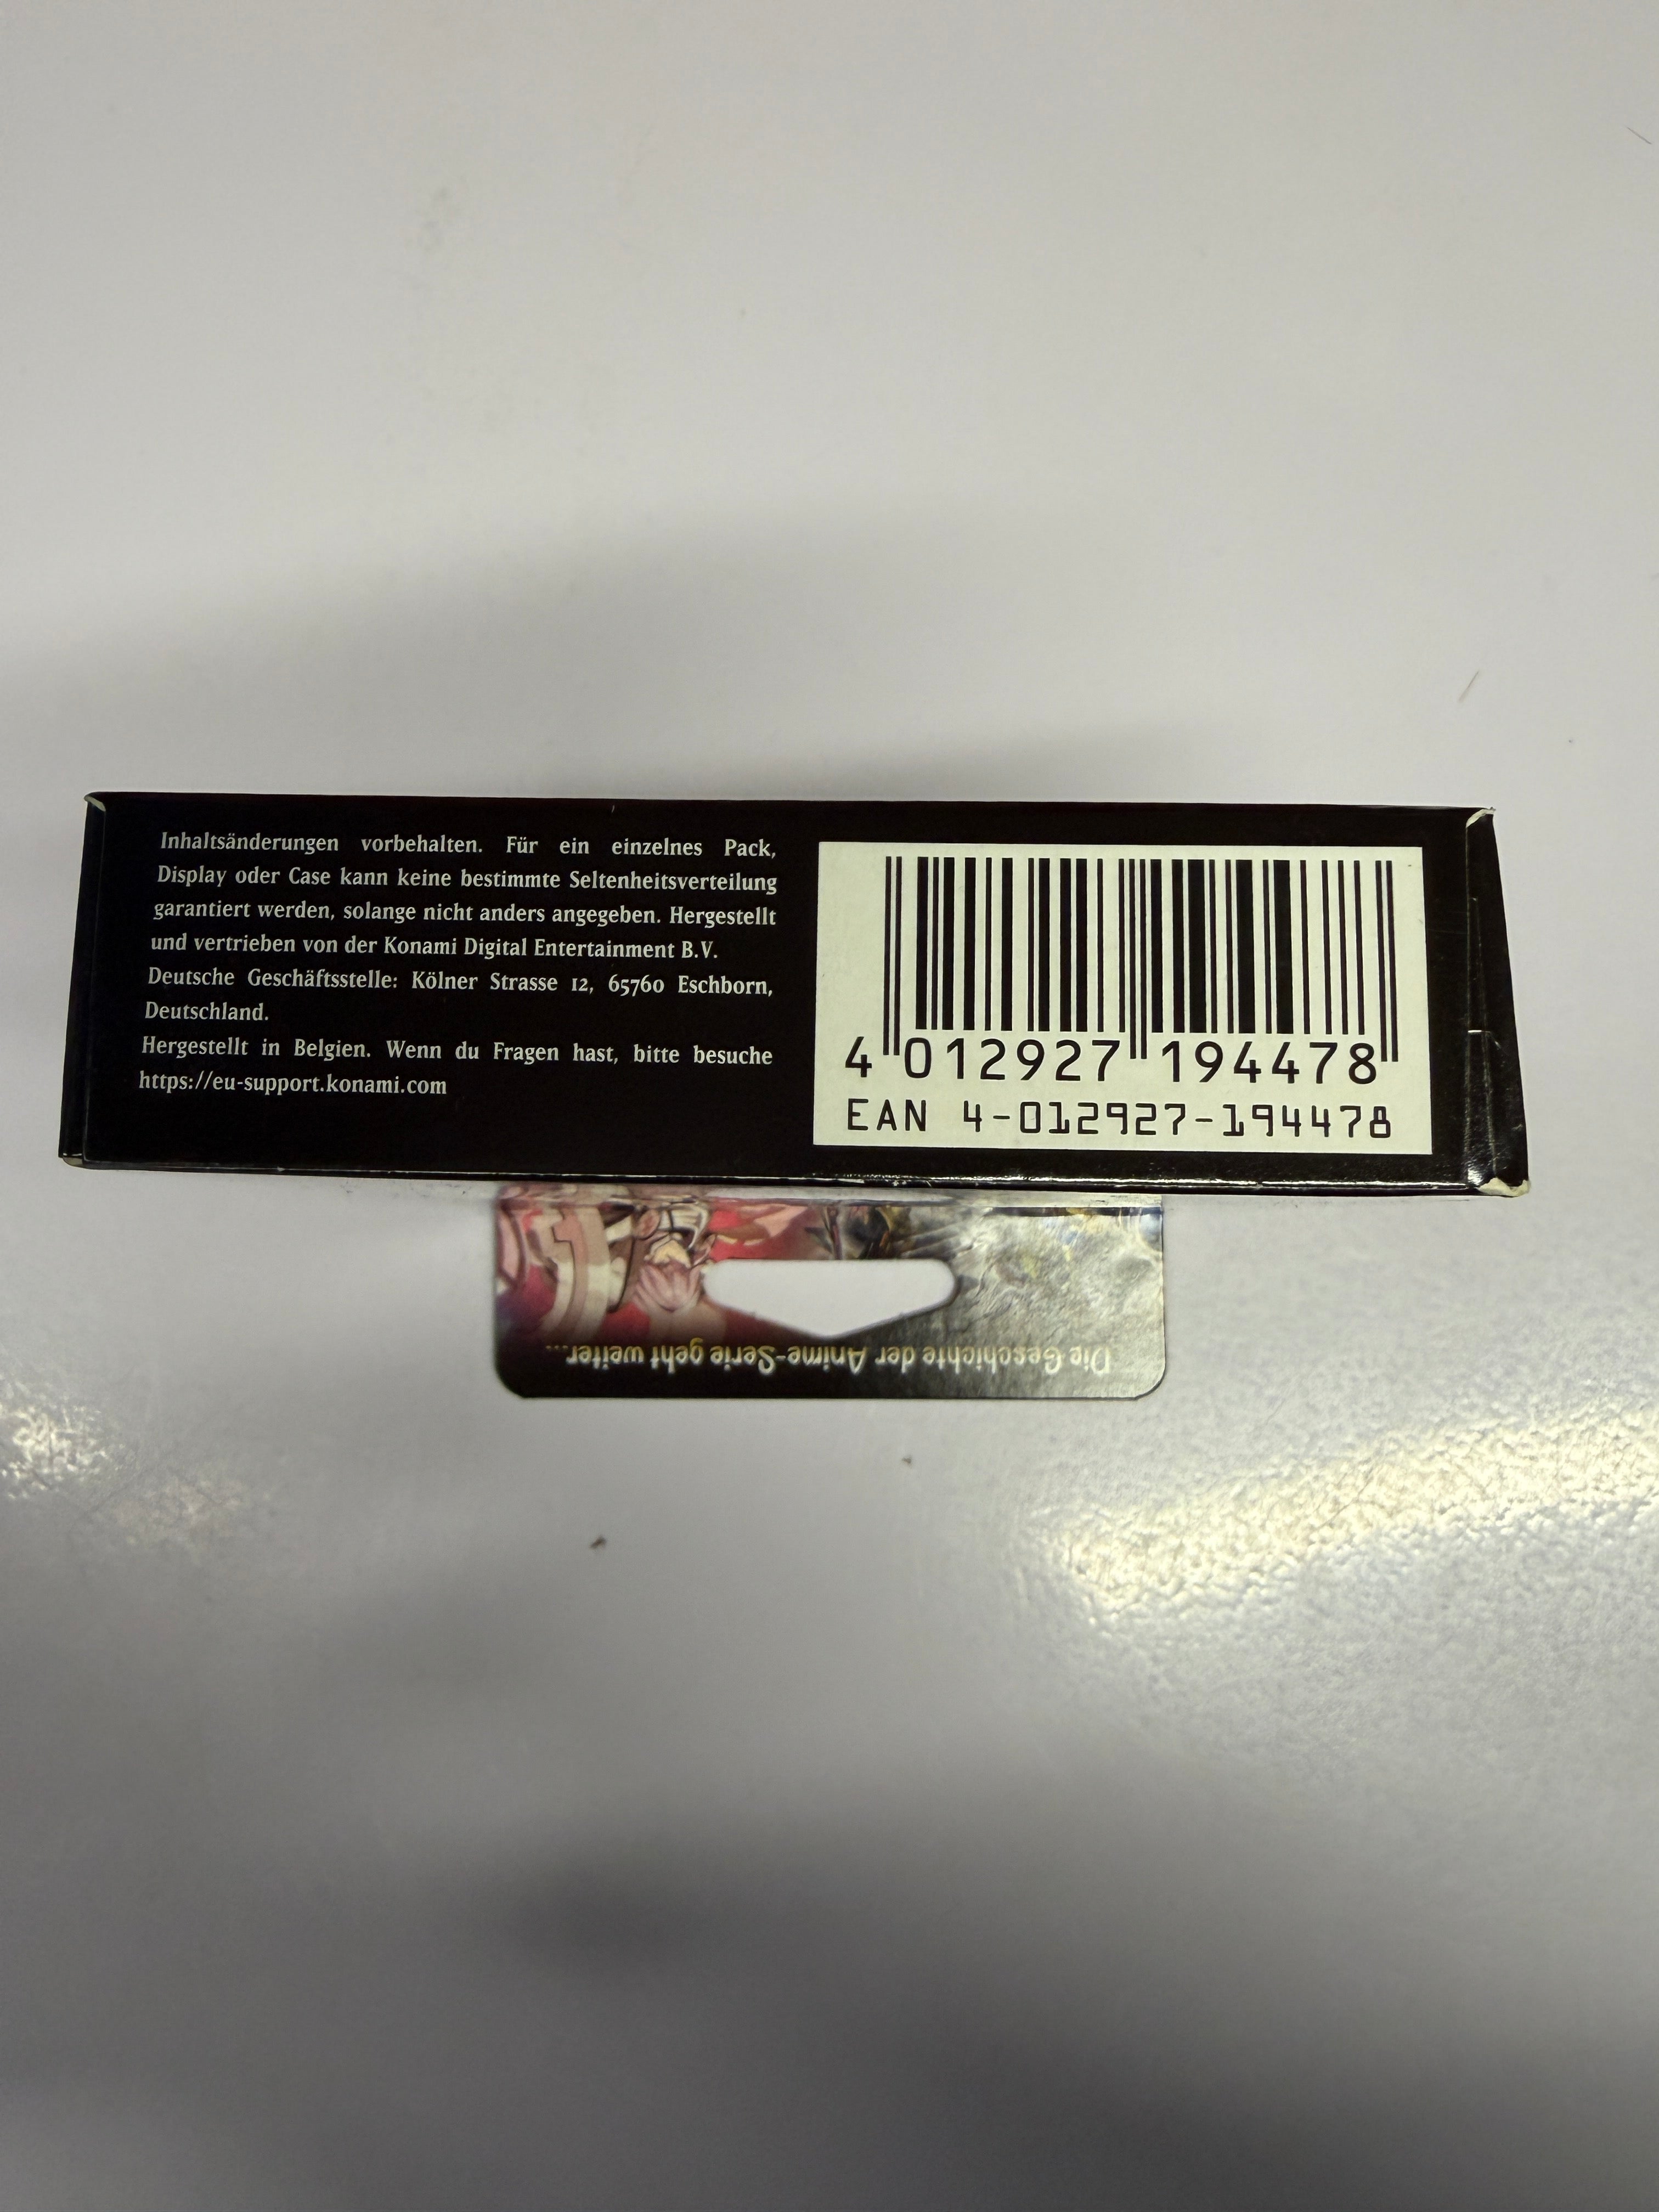 Inhaltsänderungen vorbehalten. Für ein einzelnes Pack,
Display oder Case kann keine bestimmte Seltenheitsverteilung
garantiert werden, solange nicht anders angegeben. Hergestellt
und vertrieben von der Konami Digital Entertainment B.V.
Deutsche Geschäftsstelle: Kölner Strasse 12, 65760 Eschborn,
Deutschland.
Hergestellt in Belgien. Wenn du Fragen hast, bitte besuche
https://eu-support.konami.com
4 012927 194478
EAN 4-012927-194478
Die Geschichte der Anime-Serie geht weiter...